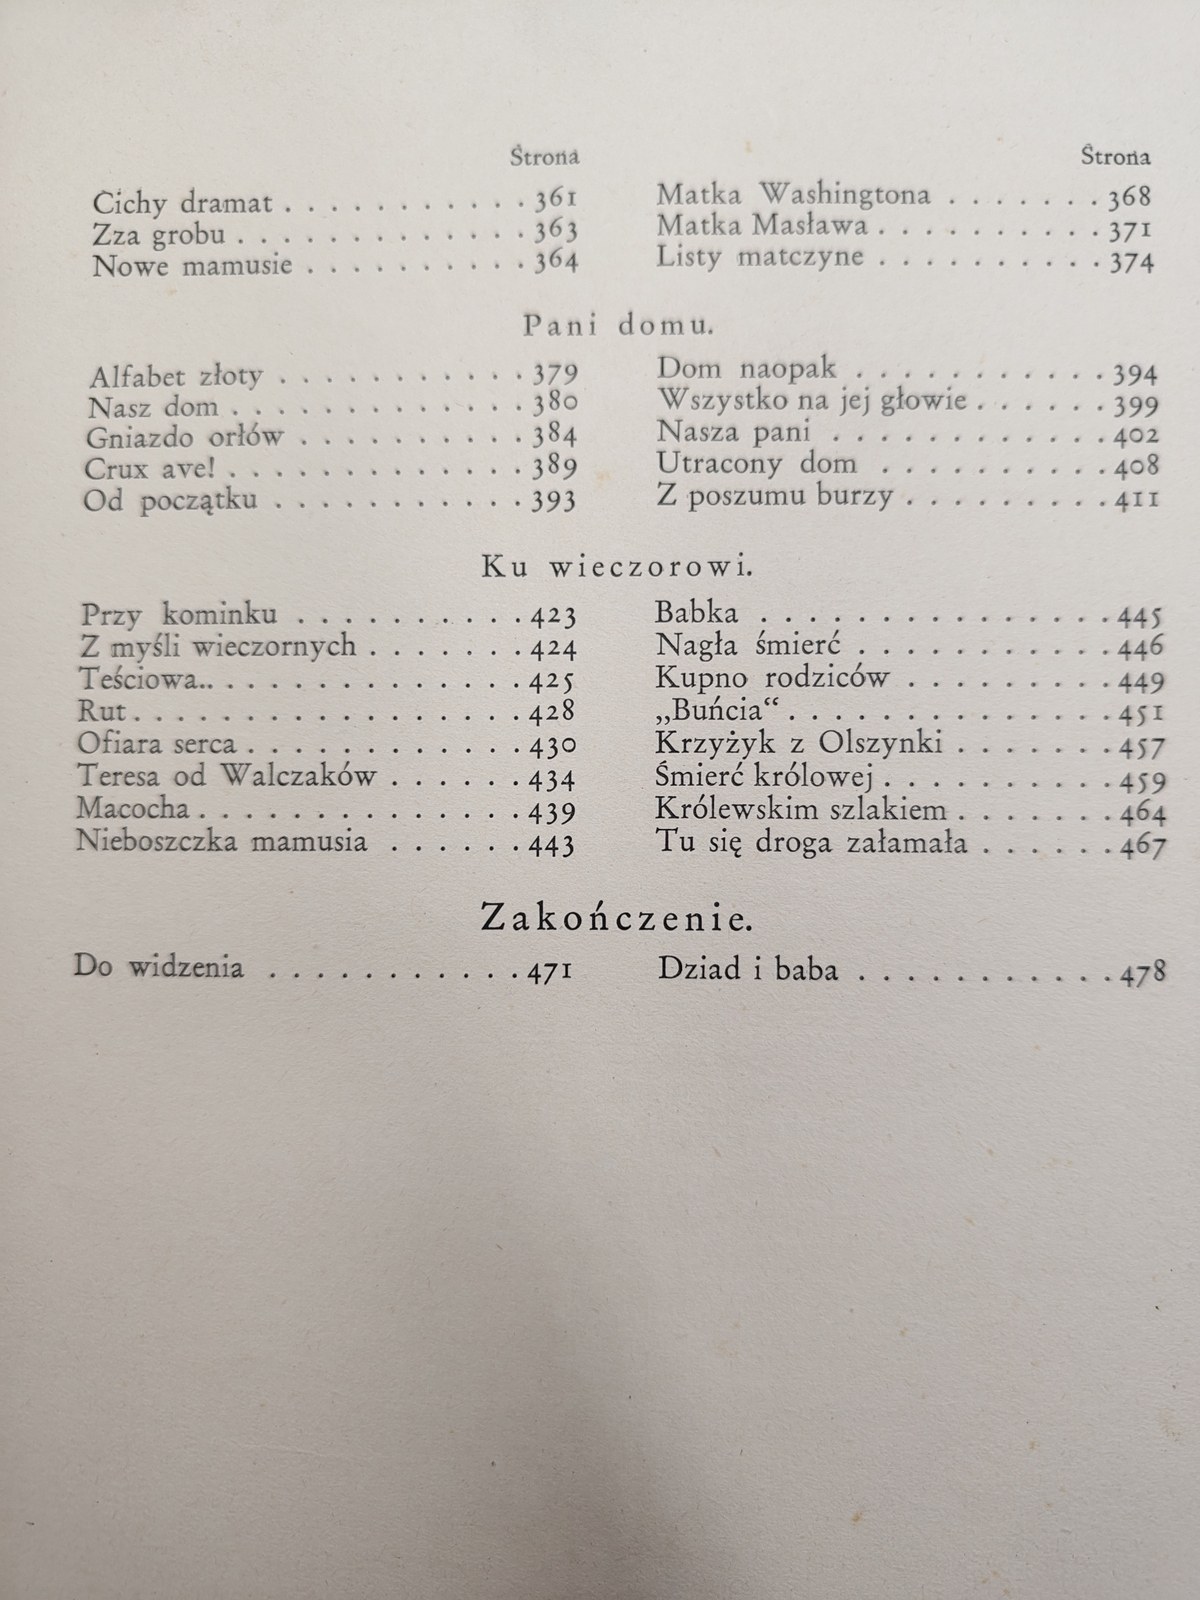 Strona
Cichy dramat . . . . . . . . . . . 361
Zza grobu . . . . . . . . . . . . . 363
Nowe mamusie . . . . . . . . . . 364
Strona
Matka Washingtona . . . . . . . 368
Matka Masława . . . . . . . . . . 371
Listy matczyne . . . . . . . . . . 374
Pani domu.
Alfabet złoty . . . . . . . . . . . 379
Nasz dom . . . . . . . . . . . . . 380
Gniazdo orłów . . . . . . . . . . 384
Crux ave! . . . . . . . . . . . . . 389
Od początku . . . . . . . . . . . 393
Dom naopak . . . . . . . . . . . 394
Wszystko na jej głowie . . . . . . 399
Nasza pani . . . . . . . . . . . . 402
Utracony dom . . . . . . . . . . 408
Z poszumu burzy . . . . . . . . . 411
Ku wieczorowi.
Przy kominku . . . . . . . . . . 423
Z myśli wieczornych . . . . . . . 424
Teściowa.. . . . . . . . . . . . . . 425
Rut . . . . . . . . . . . . . . . . . 428
Ofiara serca . . . . . . . . . . . . 430
Teresa od Walczaków . . . . . . 434
Macocha . . . . . . . . . . . . . . 439
Nieboszczka mamusia . . . . . . 443
Babka . . . . . . . . . . . . . . . 445
Nagła śmierć . . . . . . . . . . . 446
Kupno rodziców . . . . . . . . . 449
„Buńcia“ . . . . . . . . . . . . . . 451
Krzyżyk z Olszynki . . . . . . . 457
Śmierć królowej . . . . . . . . . . 459
Królewskim szlakiem . . . . . . . 464
Tu się droga załamała . . . . . . 467
Zakończenie.
Do widzenia . . . . . . . . . . . 471
Dziad i baba . . . . . . . . . . . 478